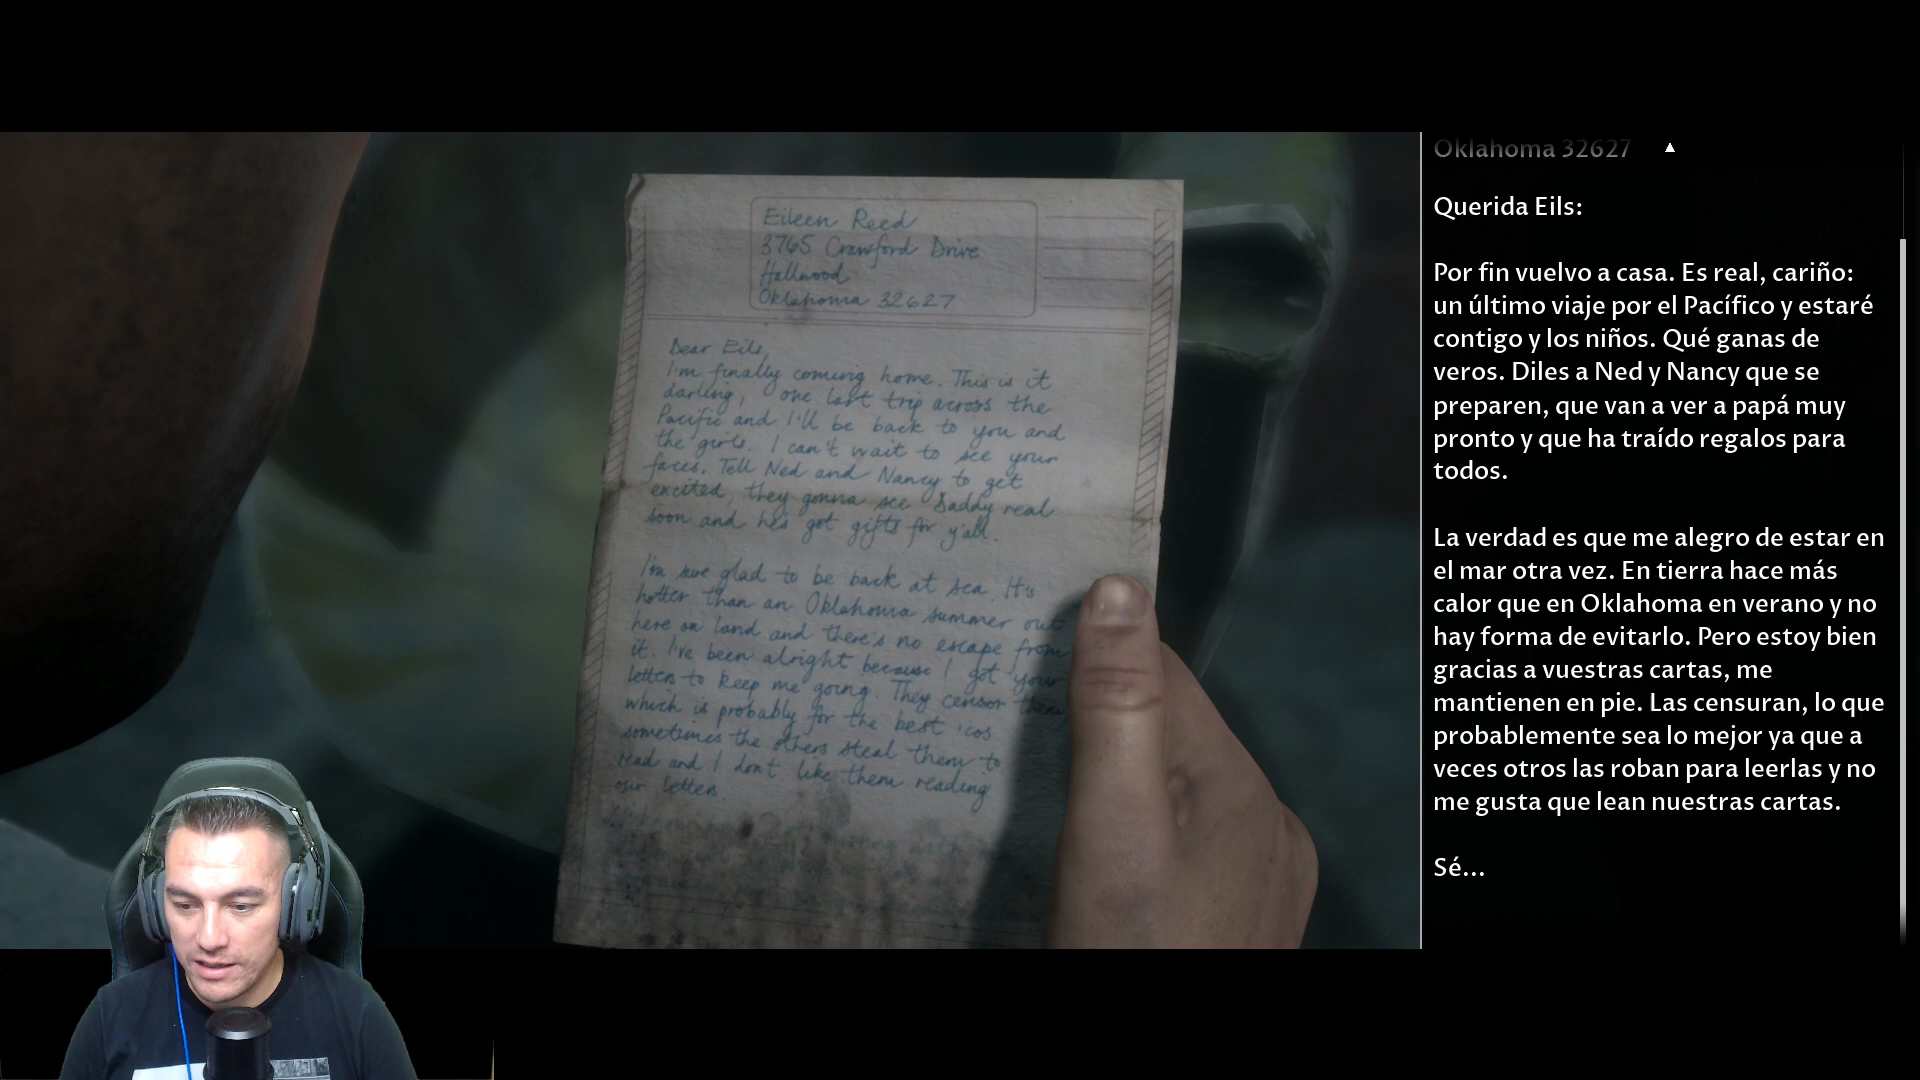 Eileen Reed
3765 Crawford Drive
Hallwood
Oklahoma 32627
Dear Eils,
I'm finally coming home. This is it
darling, one last trip across the
Pacific and I'll be back to you and
the girls. I can't wait to see your
faces. Tell Ned and Nancy to get
excited, they gonna see Daddy real
soon and he's got gifts for y'all.
I'm sure glad to be back at sea. It's
hotter than an Oklahoma summer out
here on land and there's no escape from
it. I've been alright because I got your
letters to keep me going. They censor them
which is probably for the best 'cos
sometimes the others steal them to
read and I don't like them reading
our letters.
Oklahoma 32627
Querida Eils:
Por fin vuelvo a casa. Es real, cariño:
un último viaje por el Pacífico y estaré
contigo y los niños. Qué ganas de
veros. Diles a Ned y Nancy que se
preparen, que van a ver a papá muy
pronto y que ha traído regalos para
todos.
La verdad es que me alegro de estar en
el mar otra vez. En tierra hace más
calor que en Oklahoma en verano y no
hay forma de evitarlo. Pero estoy bien
gracias a vuestras cartas, me
mantienen en pie. Las censuran, lo que
probablemente sea lo mejor ya que a
veces otros las roban para leerlas y no
me gusta que lean nuestras cartas.
Sé...